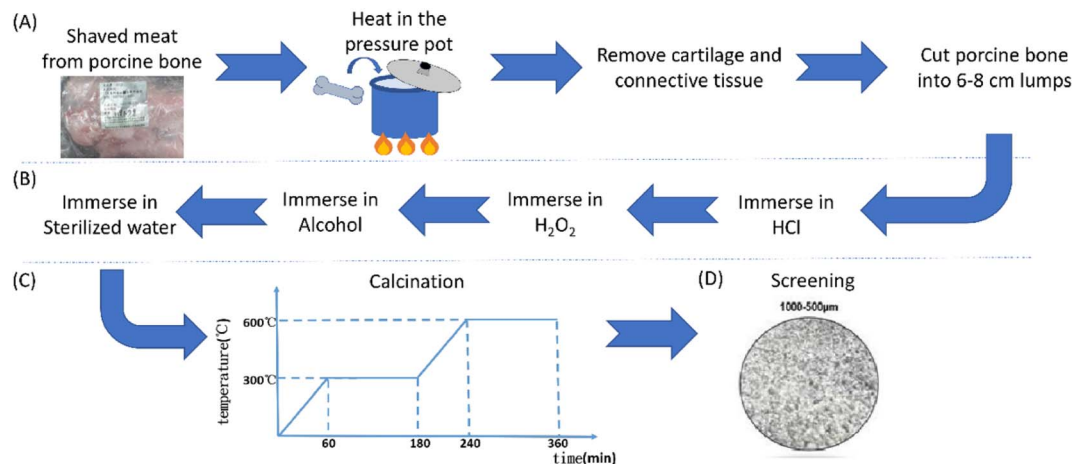 (A)
Shaved meat
from porcine bone
Heat in the
pressure pot
Remove cartilage and
connective tissue
Cut porcine bone
into 6-8 cm lumps
(B)
Immerse in
Sterilized water
Immerse in
Alcohol
Immerse in
H₂O₂
Immerse in
HCl
(C)
Calcination
temperature(℃)
600℃
300℃
60
180
240
360
time(min)
(D)
Screening
1000-500μm